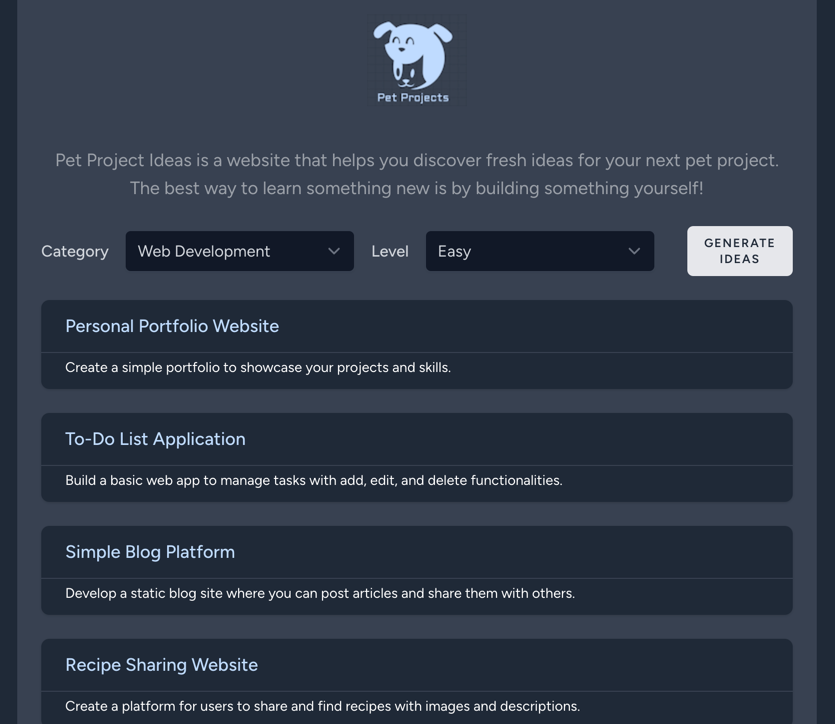 Pet Projects
Pet Project Ideas is a website that helps you discover fresh ideas for your next pet project.
The best way to learn something new is by building something yourself!
Category Web Development Level Easy GENERATE
IDEAS
Personal Portfolio Website
Create a simple portfolio to showcase your projects and skills.
To-Do List Application
Build a basic web app to manage tasks with add, edit, and delete functionalities.
Simple Blog Platform
Develop a static blog site where you can post articles and share them with others.
Recipe Sharing Website
Create a platform for users to share and find recipes with images and descriptions.